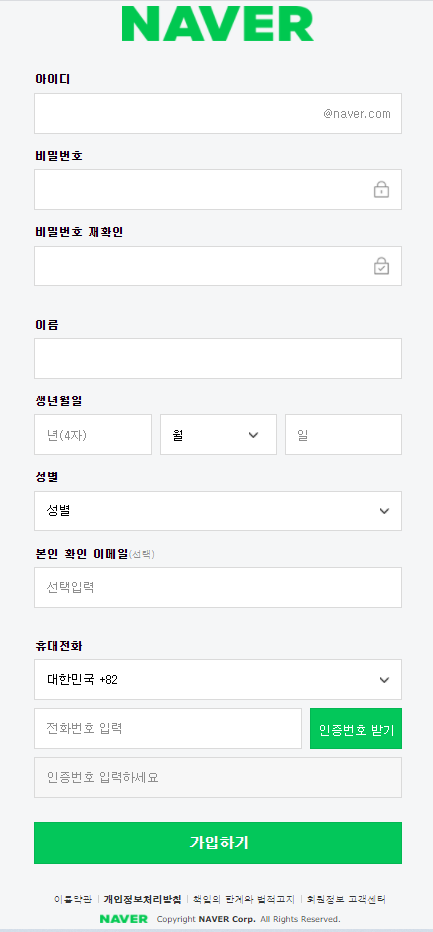 NAVER
아이디
@naver.com
비밀번호
비밀번호 재확인
이름
생년월일
년(4자) 월 일
성별
성별
본인 확인 이메일(선택)
선택입력
휴대전화
대한민국 +82
전화번호 입력 인증번호 받기
인증번호 입력하세요
가입하기
이용약관 | 개인정보처리방침 | 책임의 한계와 법적고지 | 회원정보 고객센터
NAVER Copyright NAVER Corp. All Rights Reserved.